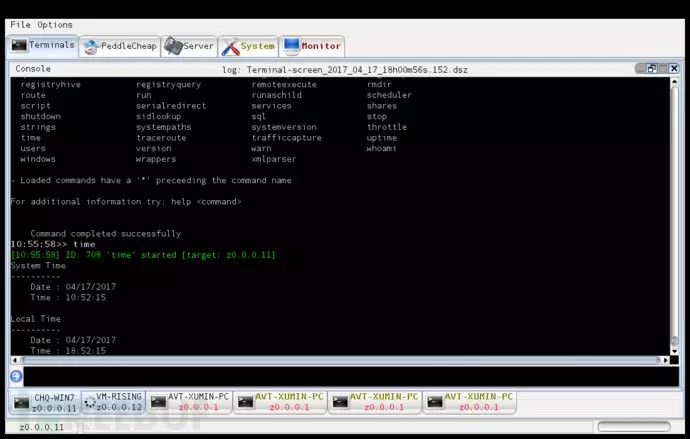 File Options
Terminals PeddleCheap Server System Monitor
Console log: Terminal-screen_2017_04_17_18h00m56s.152.dsz
registryhive registryquery remoteexecute rmdir
route run runaschild scheduler
script serialredirect services shares
shutdown sidlookup sql stop
strings systempaths systemversion throttle
time traceroute trafficcapture uptime
users version warn whoami
windows wrappers xmlparser
- Loaded commands have a '*' preceeding the command name
For additional information try: help <command>
Command completed successfully
10:55:58>> time
[10:55:58] ID: 708 'time' started [target: z0.0.0.11]
System Time
----------
Date : 04/17/2017
Time : 10:52:15
Local Time
----------
Date : 04/17/2017
Time : 18:52:15
CHQ-WIN7 VM-RISING AVT-XUMIN-PC AVT-XUMIN-PC AVT-XUMIN-PC AVT-XUMIN-PC
z0.0.0.11 z0.0.0.12 z0.0.0.1 z0.0.0.1 z0.0.0.1 z0.0.0.1
z0.0.0.11